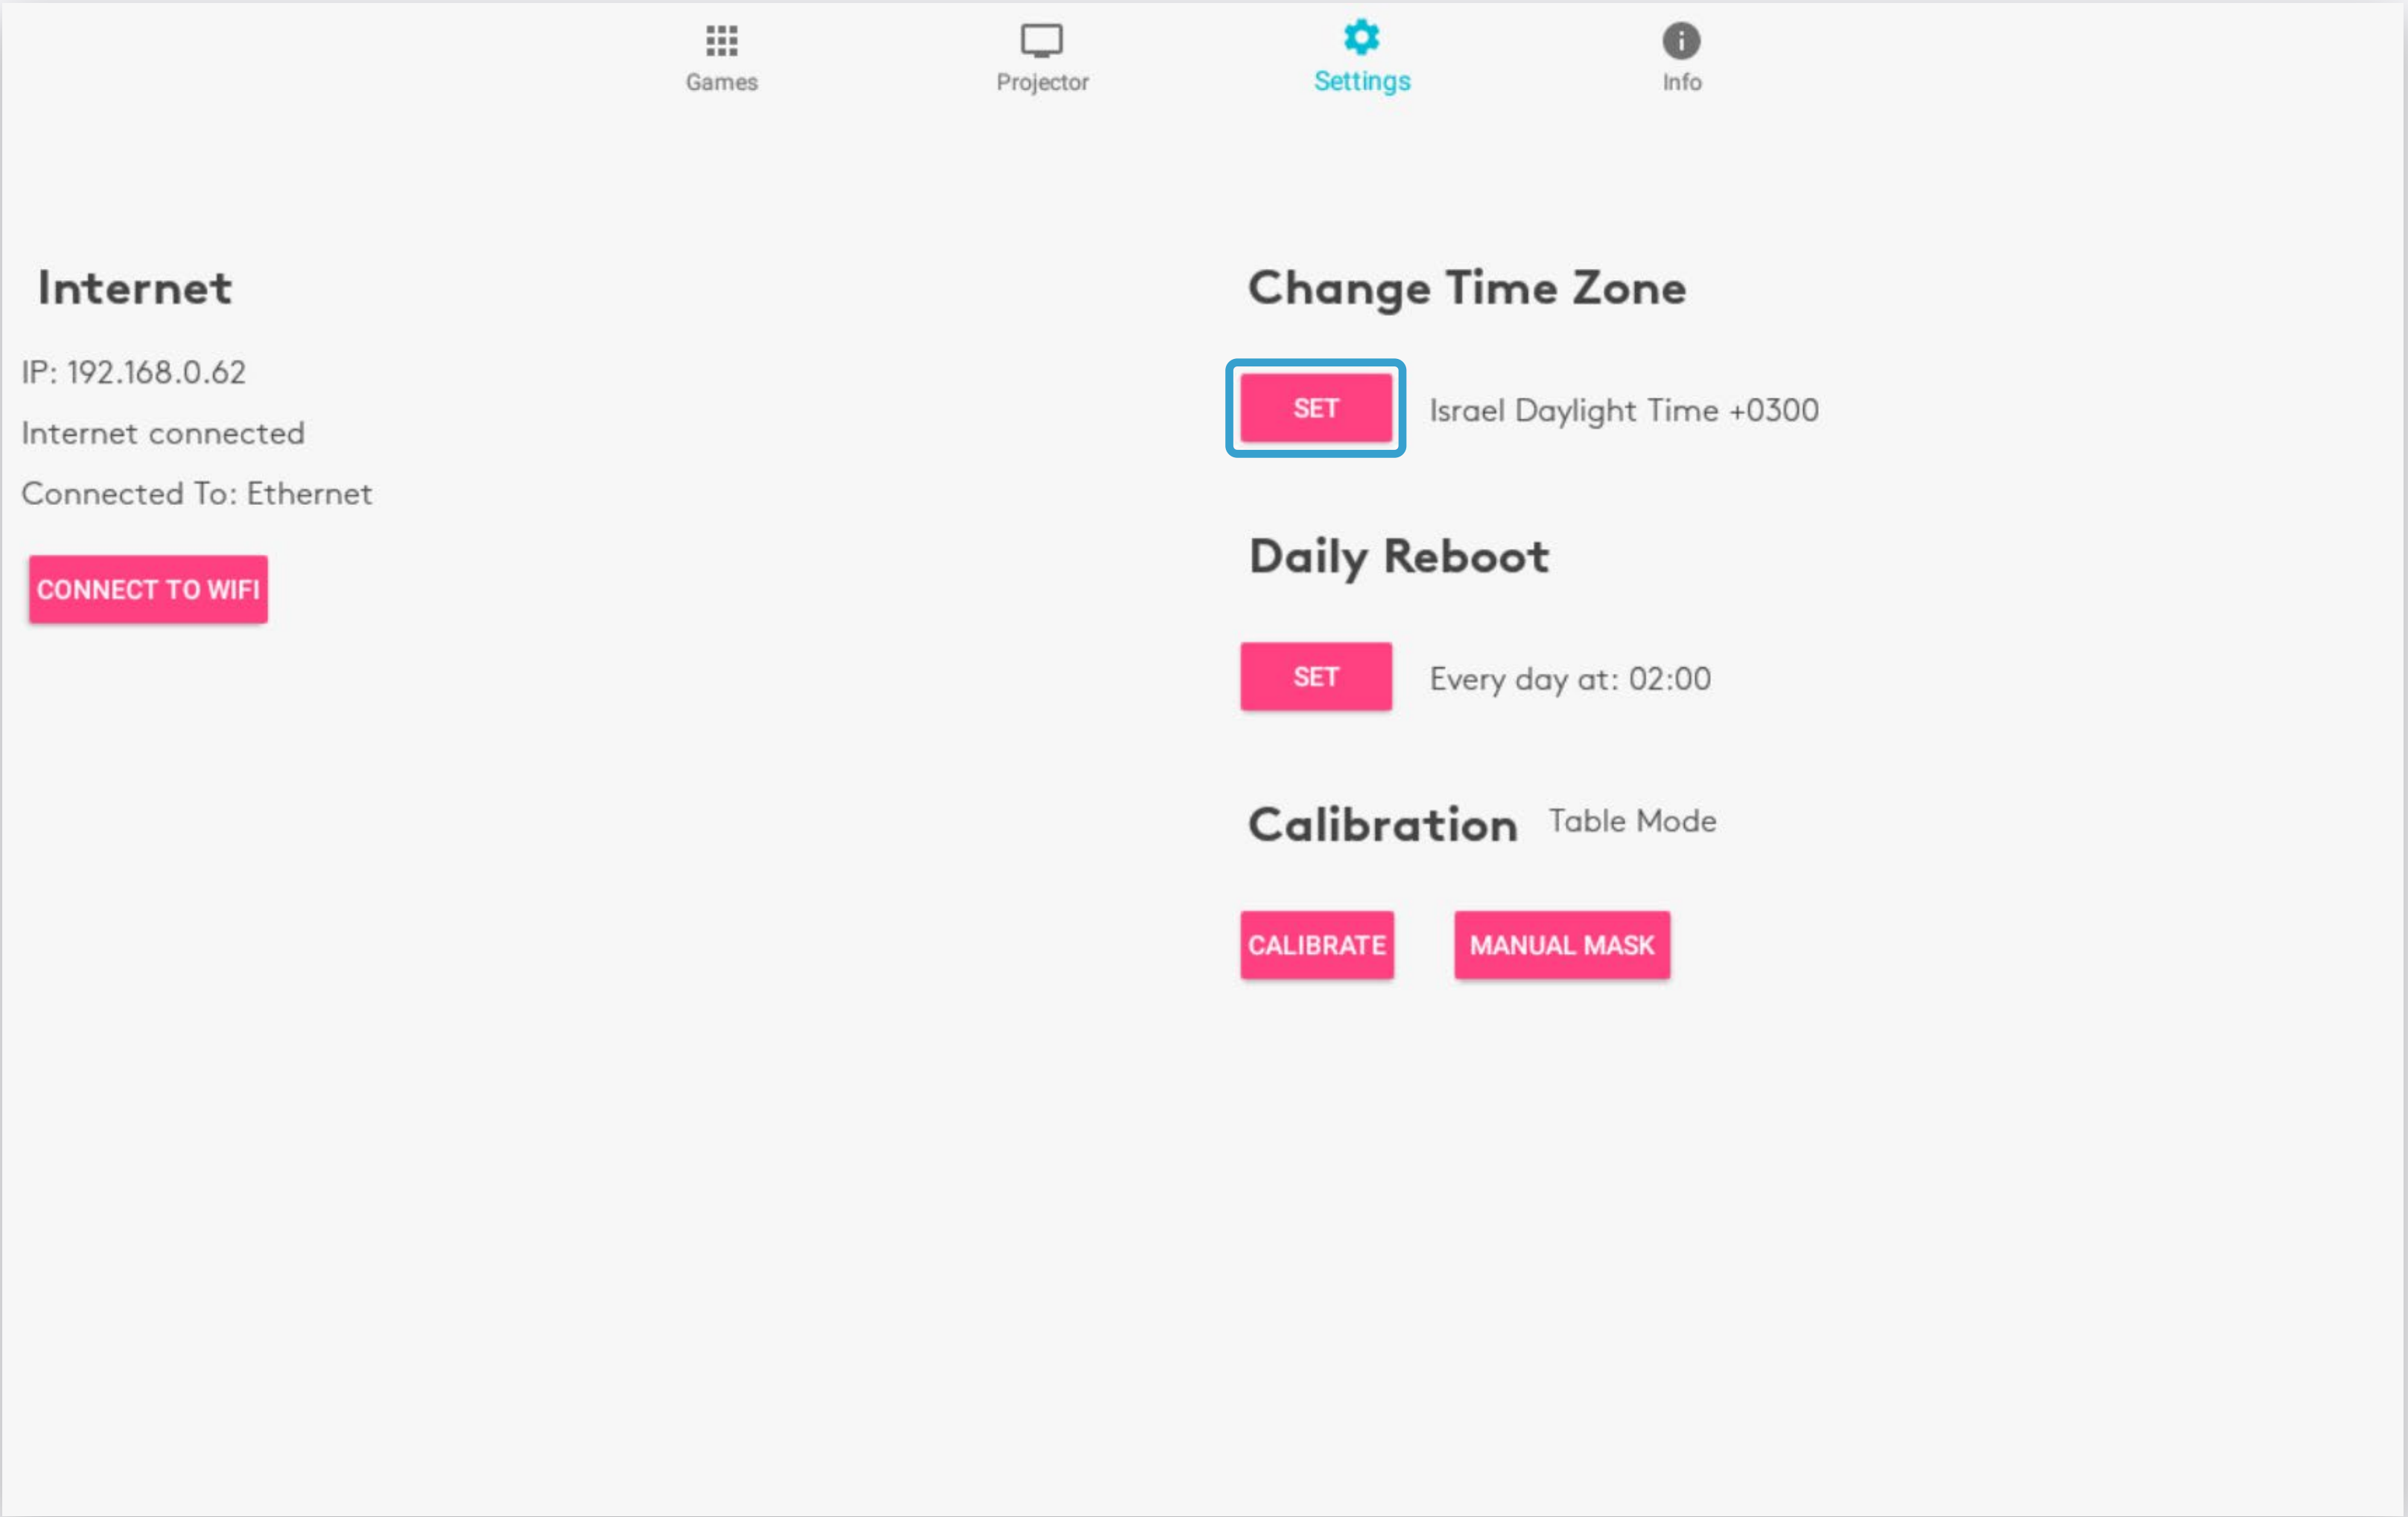 Games
Projector
Settings
Info
Internet
IP: 192.168.0.62
Internet connected
Connected To: Ethernet
CONNECT TO WIFI
Change Time Zone
SET
Israel Daylight Time +0300
Daily Reboot
SET
Every day at: 02:00
Calibration
Table Mode
CALIBRATE
MANUAL MASK